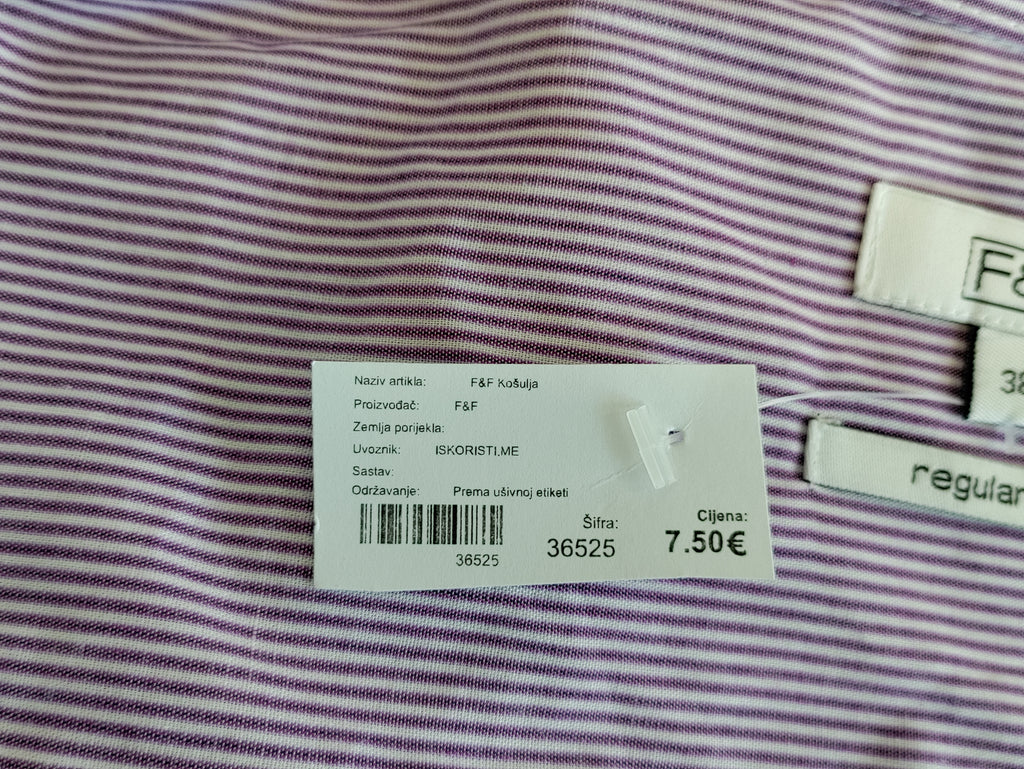 Naziv artikla: F&F Košulja
Proizvođač: F&F
Zemlja porijekla:
Uvoznik: ISKORISTI.ME
Sastav:
Održavanje: Prema ušivnoj etiketi
36525
Šifra:
36525
Cijena:
7.50€
regular